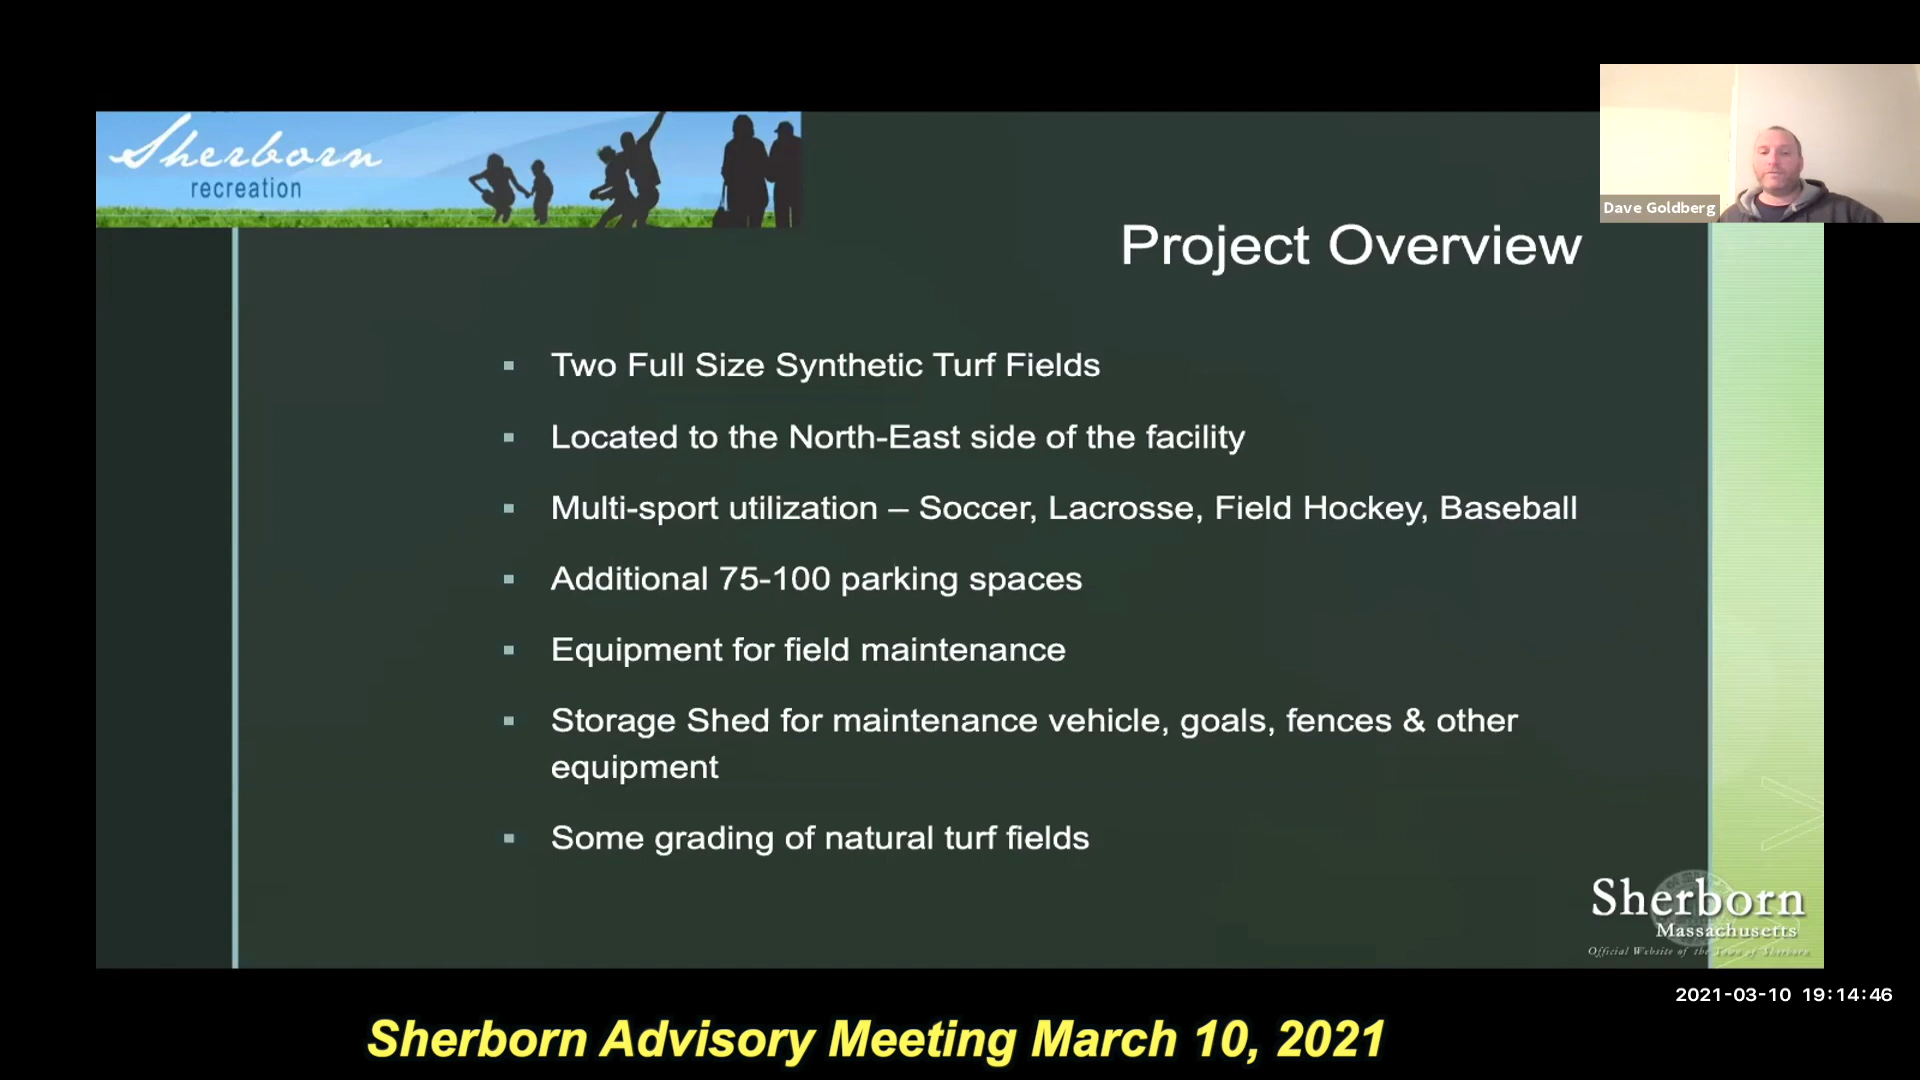 Sherborn
recreation
Dave Goldberg
Project Overview
Two Full Size Synthetic Turf Fields
Located to the North-East side of the facility
Multi-sport utilization – Soccer, Lacrosse, Field Hockey, Baseball
Additional 75-100 parking spaces
Equipment for field maintenance
Storage Shed for maintenance vehicle, goals, fences & other
equipment
Some grading of natural turf fields
Sherborn
Massachusetts
Official Website of the Town of Sherborn
2021-03-10 19:14:46
Sherborn Advisory Meeting March 10, 2021